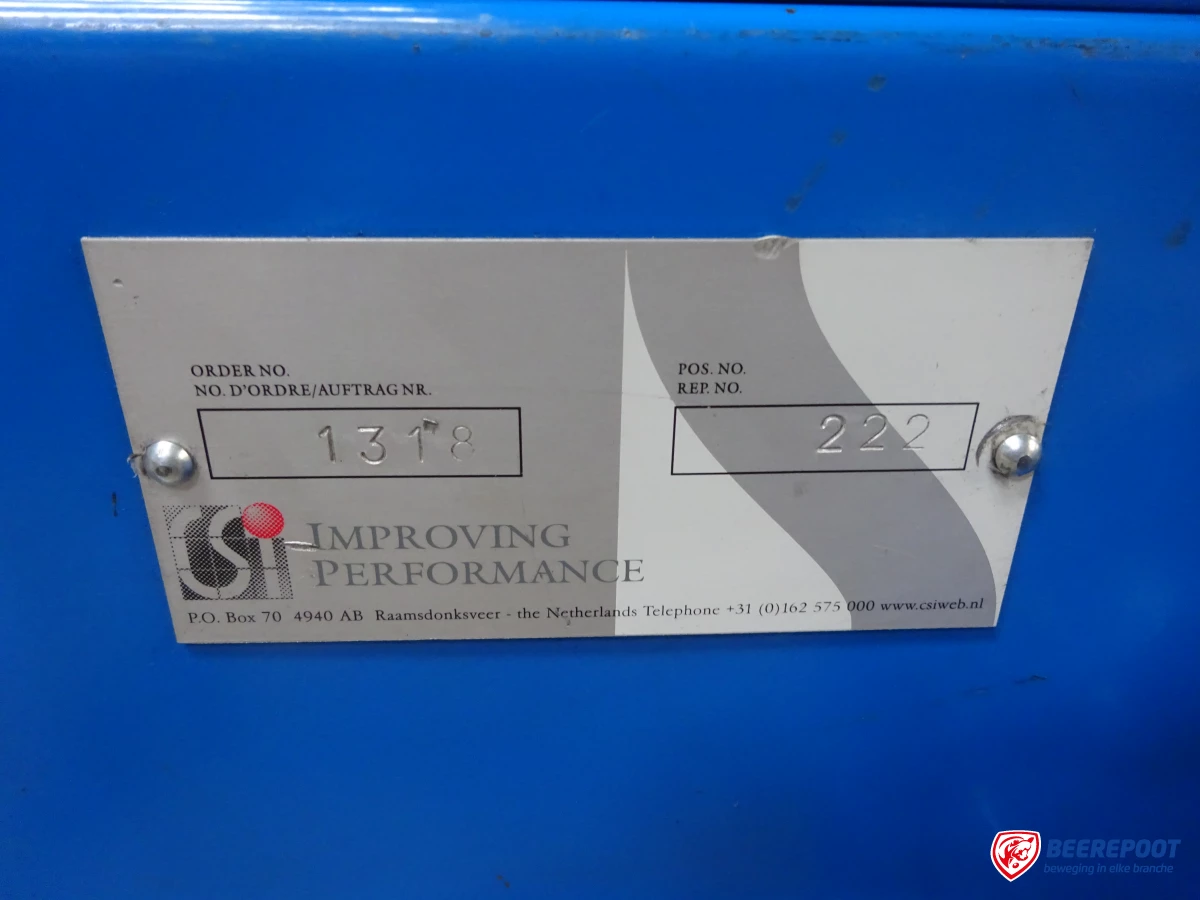 ORDER NO.
NO. D'ORDRE/AUFTRAG NR.
1318
POS. NO.
REP. NO.
222
CSi
IMPROVING
PERFORMANCE
P.O. Box 70 4940 AB Raamsdonksveer - the Netherlands Telephone +31 (0)162 575 000 www.csiweb.nl
BEEREPOOT
beweging in elke branche